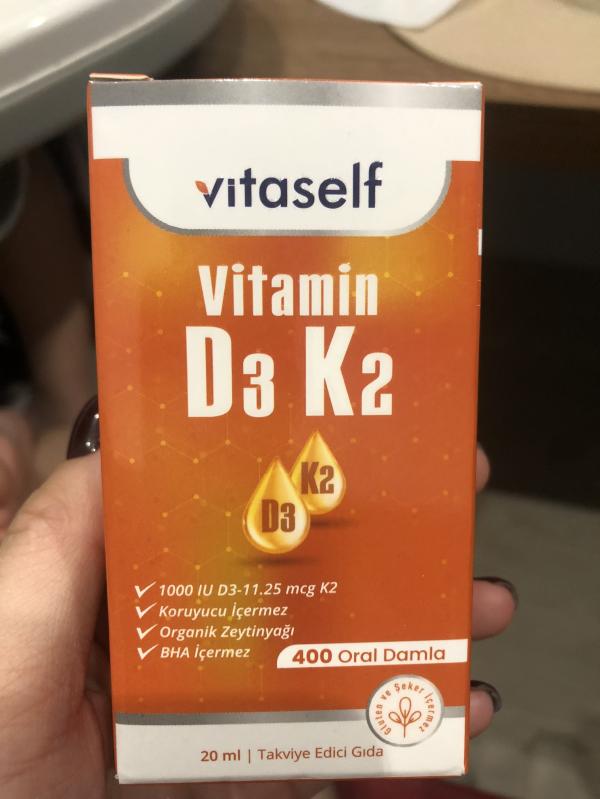 vitaself
Vitamin
D3 K2
K2
D3
1000 IU D3-11.25 mcg K2
Koruyucu İçermez
Organik Zeytinyağı
BHA İçermez
400 Oral Damla
Gluten ve Şeker İçermez
20 ml | Takviye Edici Gıda